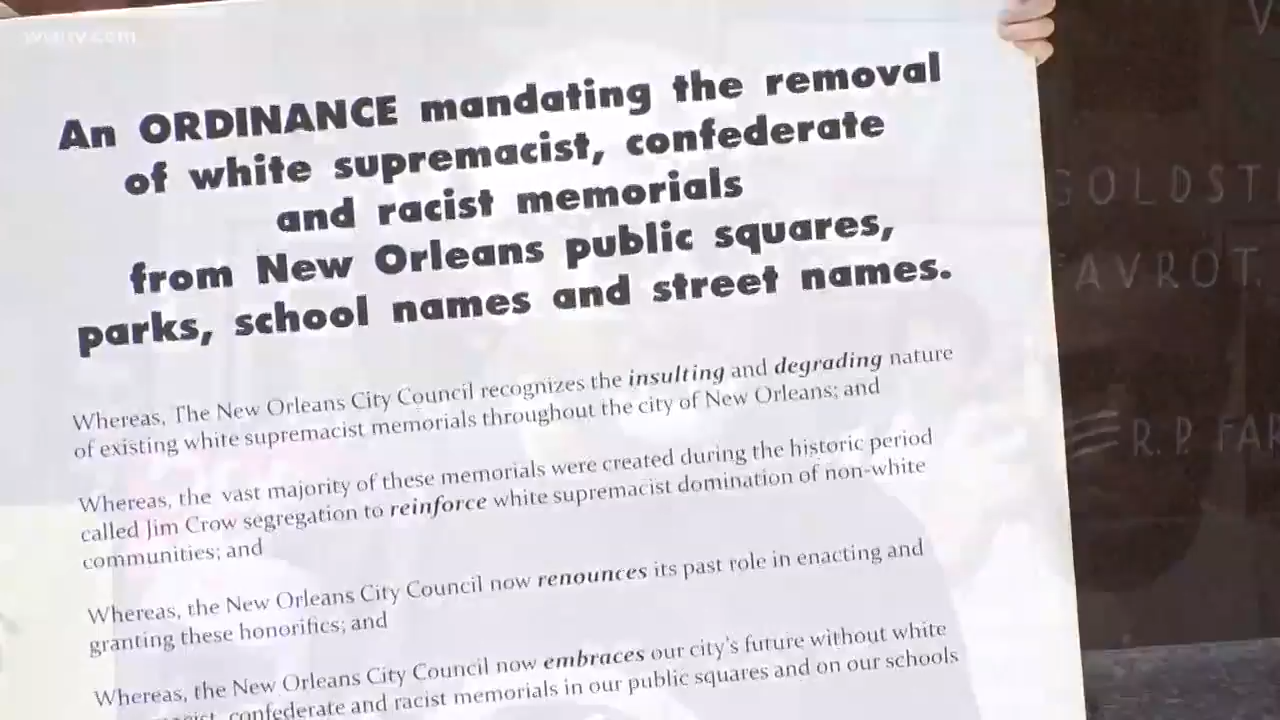 wwltv.com
An ORDINANCE mandating the removal
of white supremacist, confederate
and racist memorials
from New Orleans public squares,
parks, school names and street names.
Whereas, The New Orleans City Council recognizes the insulting and degrading nature
of existing white supremacist memorials throughout the city of New Orleans; and
Whereas, the vast majority of these memorials were created during the historic period
called Jim Crow segregation to reinforce white supremacist domination of non-white
communities; and
Whereas, the New Orleans City Council now renounces its past role in enacting and
granting these honorifics; and
Whereas, the New Orleans City Council now embraces our city's future without white
confederate and racist memorials in our public squares and on our schools
GOLDST
FAVROT.
R. P. FAR